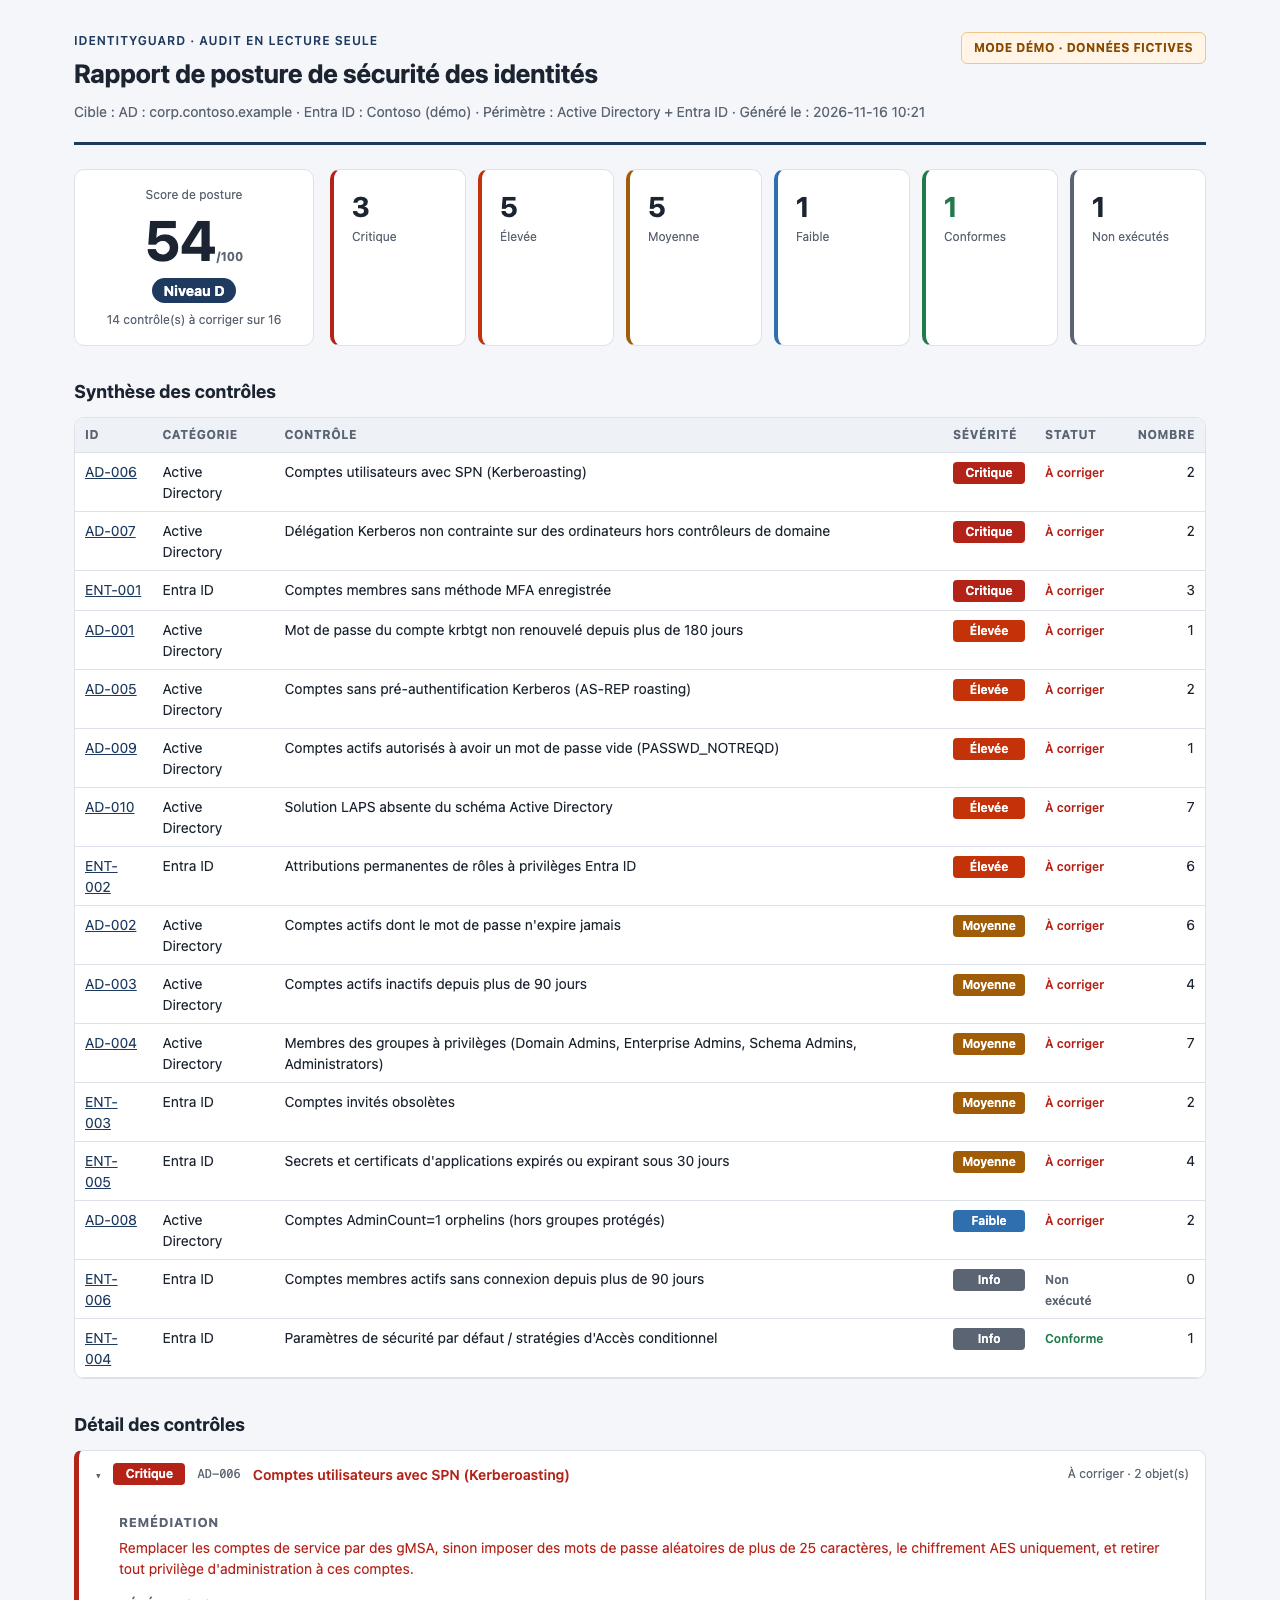 IDENTITYGUARD · AUDIT EN LECTURE SEULE
MODE DÉMO · DONNÉES FICTIVES
Rapport de posture de sécurité des identités
Cible : AD : corp.contoso.example · Entra ID : Contoso (démo) · Périmètre : Active Directory + Entra ID · Généré le : 2026-11-16 10:21
Score de posture
54/100
Niveau D
14 contrôle(s) à corriger sur 16
3
Critique
5
Élevée
5
Moyenne
1
Faible
1
Conformes
1
Non exécutés
Synthèse des contrôles
ID CATÉGORIE CONTRÔLE SÉVÉRITÉ STATUT NOMBRE
AD-006 Active Comptes utilisateurs avec SPN (Kerberoasting) Critique À corriger 2
Directory
AD-007 Active Délégation Kerberos non contrainte sur des ordinateurs hors contrôleurs de domaine Critique À corriger 2
Directory
ENT-001 Entra ID Comptes membres sans méthode MFA enregistrée Critique À corriger 3
AD-001 Active Mot de passe du compte krbtgt non renouvelé depuis plus de 180 jours Élevée À corriger 1
Directory
AD-005 Active Comptes sans pré-authentification Kerberos (AS-REP roasting) Élevée À corriger 2
Directory
AD-009 Active Comptes actifs autorisés à avoir un mot de passe vide (PASSWD_NOTREQD) Élevée À corriger 1
Directory
AD-010 Active Solution LAPS absente du schéma Active Directory Élevée À corriger 7
Directory
ENT- Entra ID Attributions permanentes de rôles à privilèges Entra ID Élevée À corriger 6
002
AD-002 Active Comptes actifs dont le mot de passe n'expire jamais Moyenne À corriger 6
Directory
AD-003 Active Comptes actifs inactifs depuis plus de 90 jours Moyenne À corriger 4
Directory
AD-004 Active Membres des groupes à privilèges (Domain Admins, Enterprise Admins, Schema Admins, Moyenne À corriger 7
Directory Administrators)
ENT- Entra ID Comptes invités obsolètes Moyenne À corriger 2
003
ENT- Entra ID Secrets et certificats d'applications expirés ou expirant sous 30 jours Moyenne À corriger 4
005
AD-008 Active Comptes AdminCount=1 orphelins (hors groupes protégés) Faible À corriger 2
Directory
ENT- Entra ID Comptes membres actifs sans connexion depuis plus de 90 jours Info Non 0
006 exécuté
ENT- Entra ID Paramètres de sécurité par défaut / stratégies d'Accès conditionnel Info Conforme 1
004
Détail des contrôles
▾ Critique AD-006 Comptes utilisateurs avec SPN (Kerberoasting) À corriger · 2 objet(s)
REMÉDIATION
Remplacer les comptes de service par des gMSA, sinon imposer des mots de passe aléatoires de plus de 25 caractères, le chiffrement AES uniquement, et retirer
tout privilège d'administration à ces comptes.